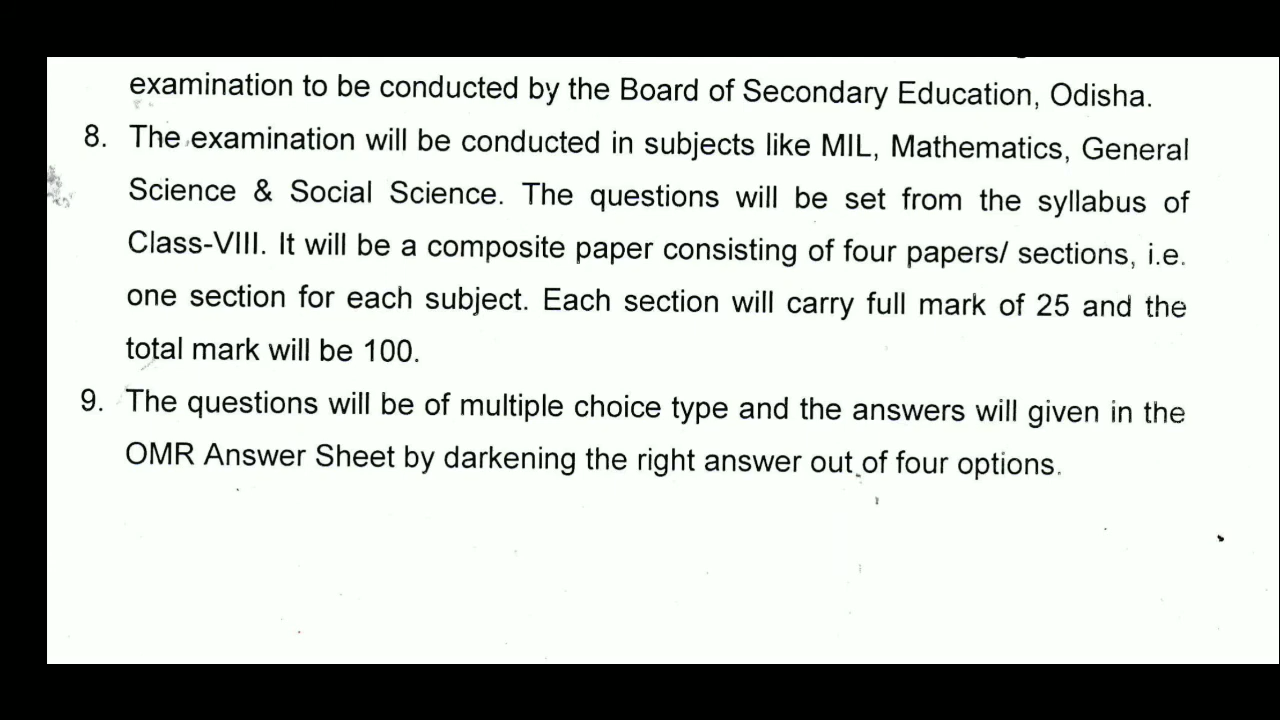 examination to be conducted by the Board of Secondary Education, Odisha.
8. The examination will be conducted in subjects like MIL, Mathematics, General
Science & Social Science. The questions will be set from the syllabus of
Class-VIII. It will be a composite paper consisting of four papers/ sections, i.e.
one section for each subject. Each section will carry full mark of 25 and the
total mark will be 100.
9. The questions will be of multiple choice type and the answers will given in the
OMR Answer Sheet by darkening the right answer out of four options.